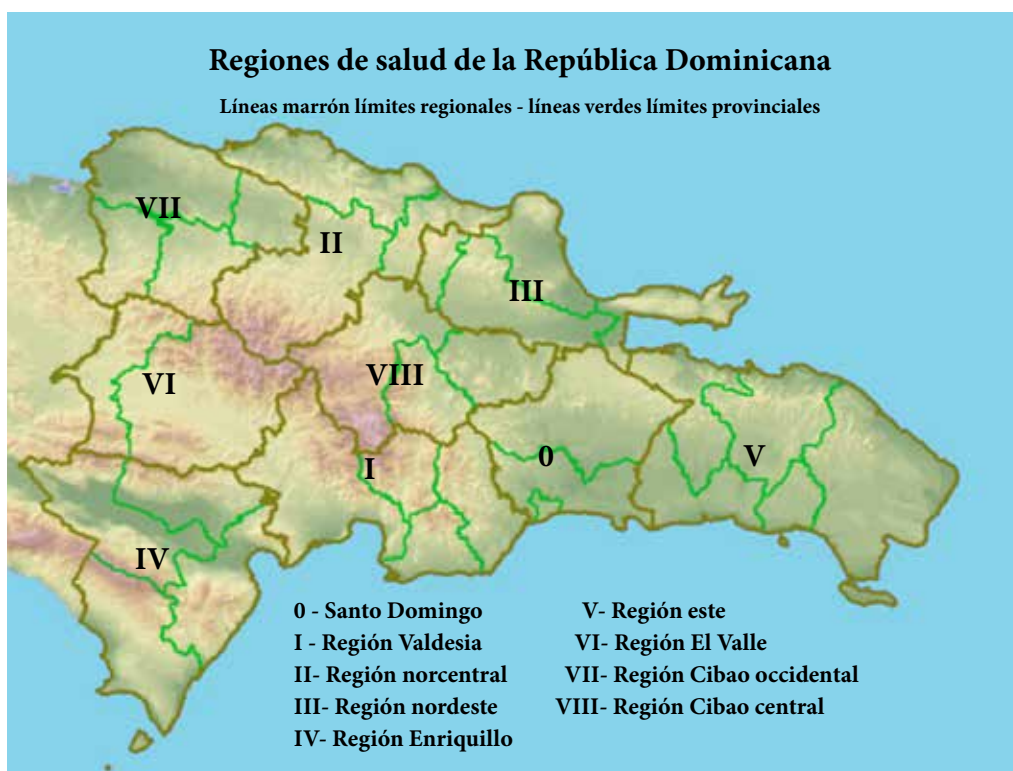 Regiones de salud de la República Dominicana
Líneas marrón límites regionales - líneas verdes límites provinciales
VII
II
III
VI
VIII
I
0
V
IV
0 - Santo Domingo
I - Región Valdesia
II- Región norcentral
III- Región nordeste
IV- Región Enriquillo
V- Región este
VI- Región El Valle
VII- Región Cibao occidental
VIII- Región Cibao central